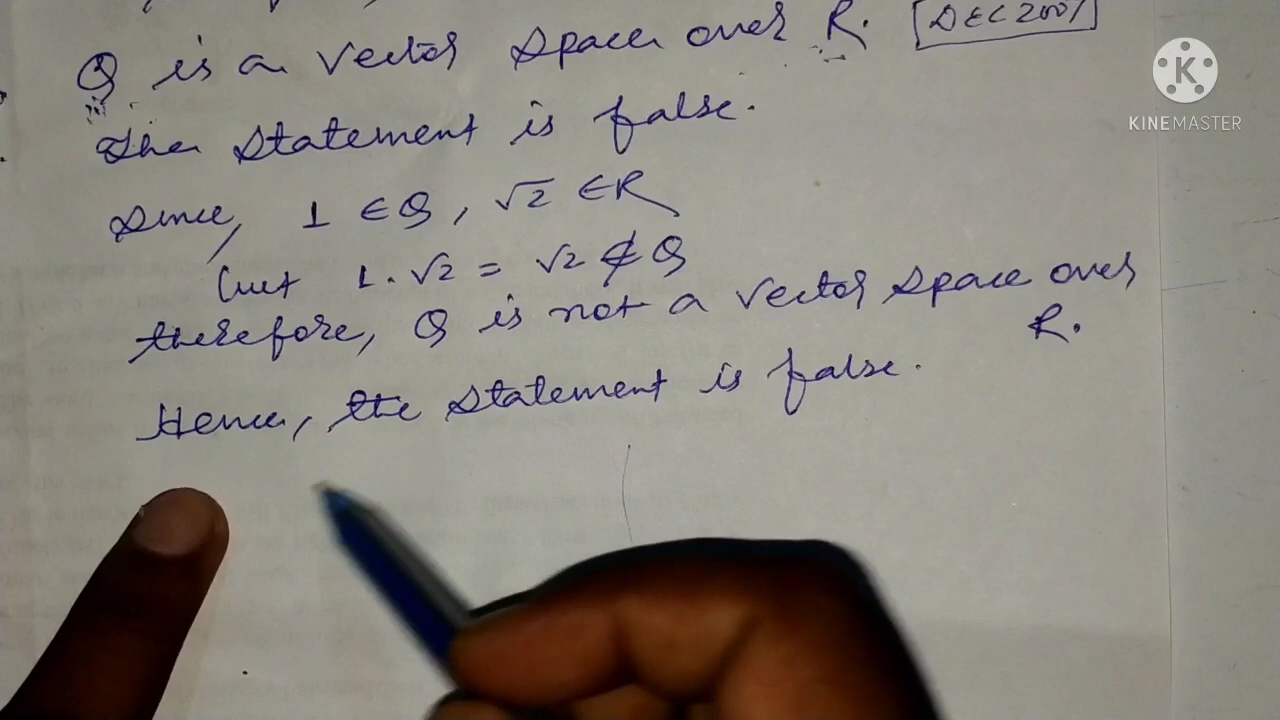 Q is a vector space over R. [DEC 2007]
The statement is false.
Since, 1 ∈ Q, √2 ∈ R
but 1. √2 = √2 ∉ Q
therefore, Q is not a vector space over R.
Hence, the statement is false.
K
KINEMASTER